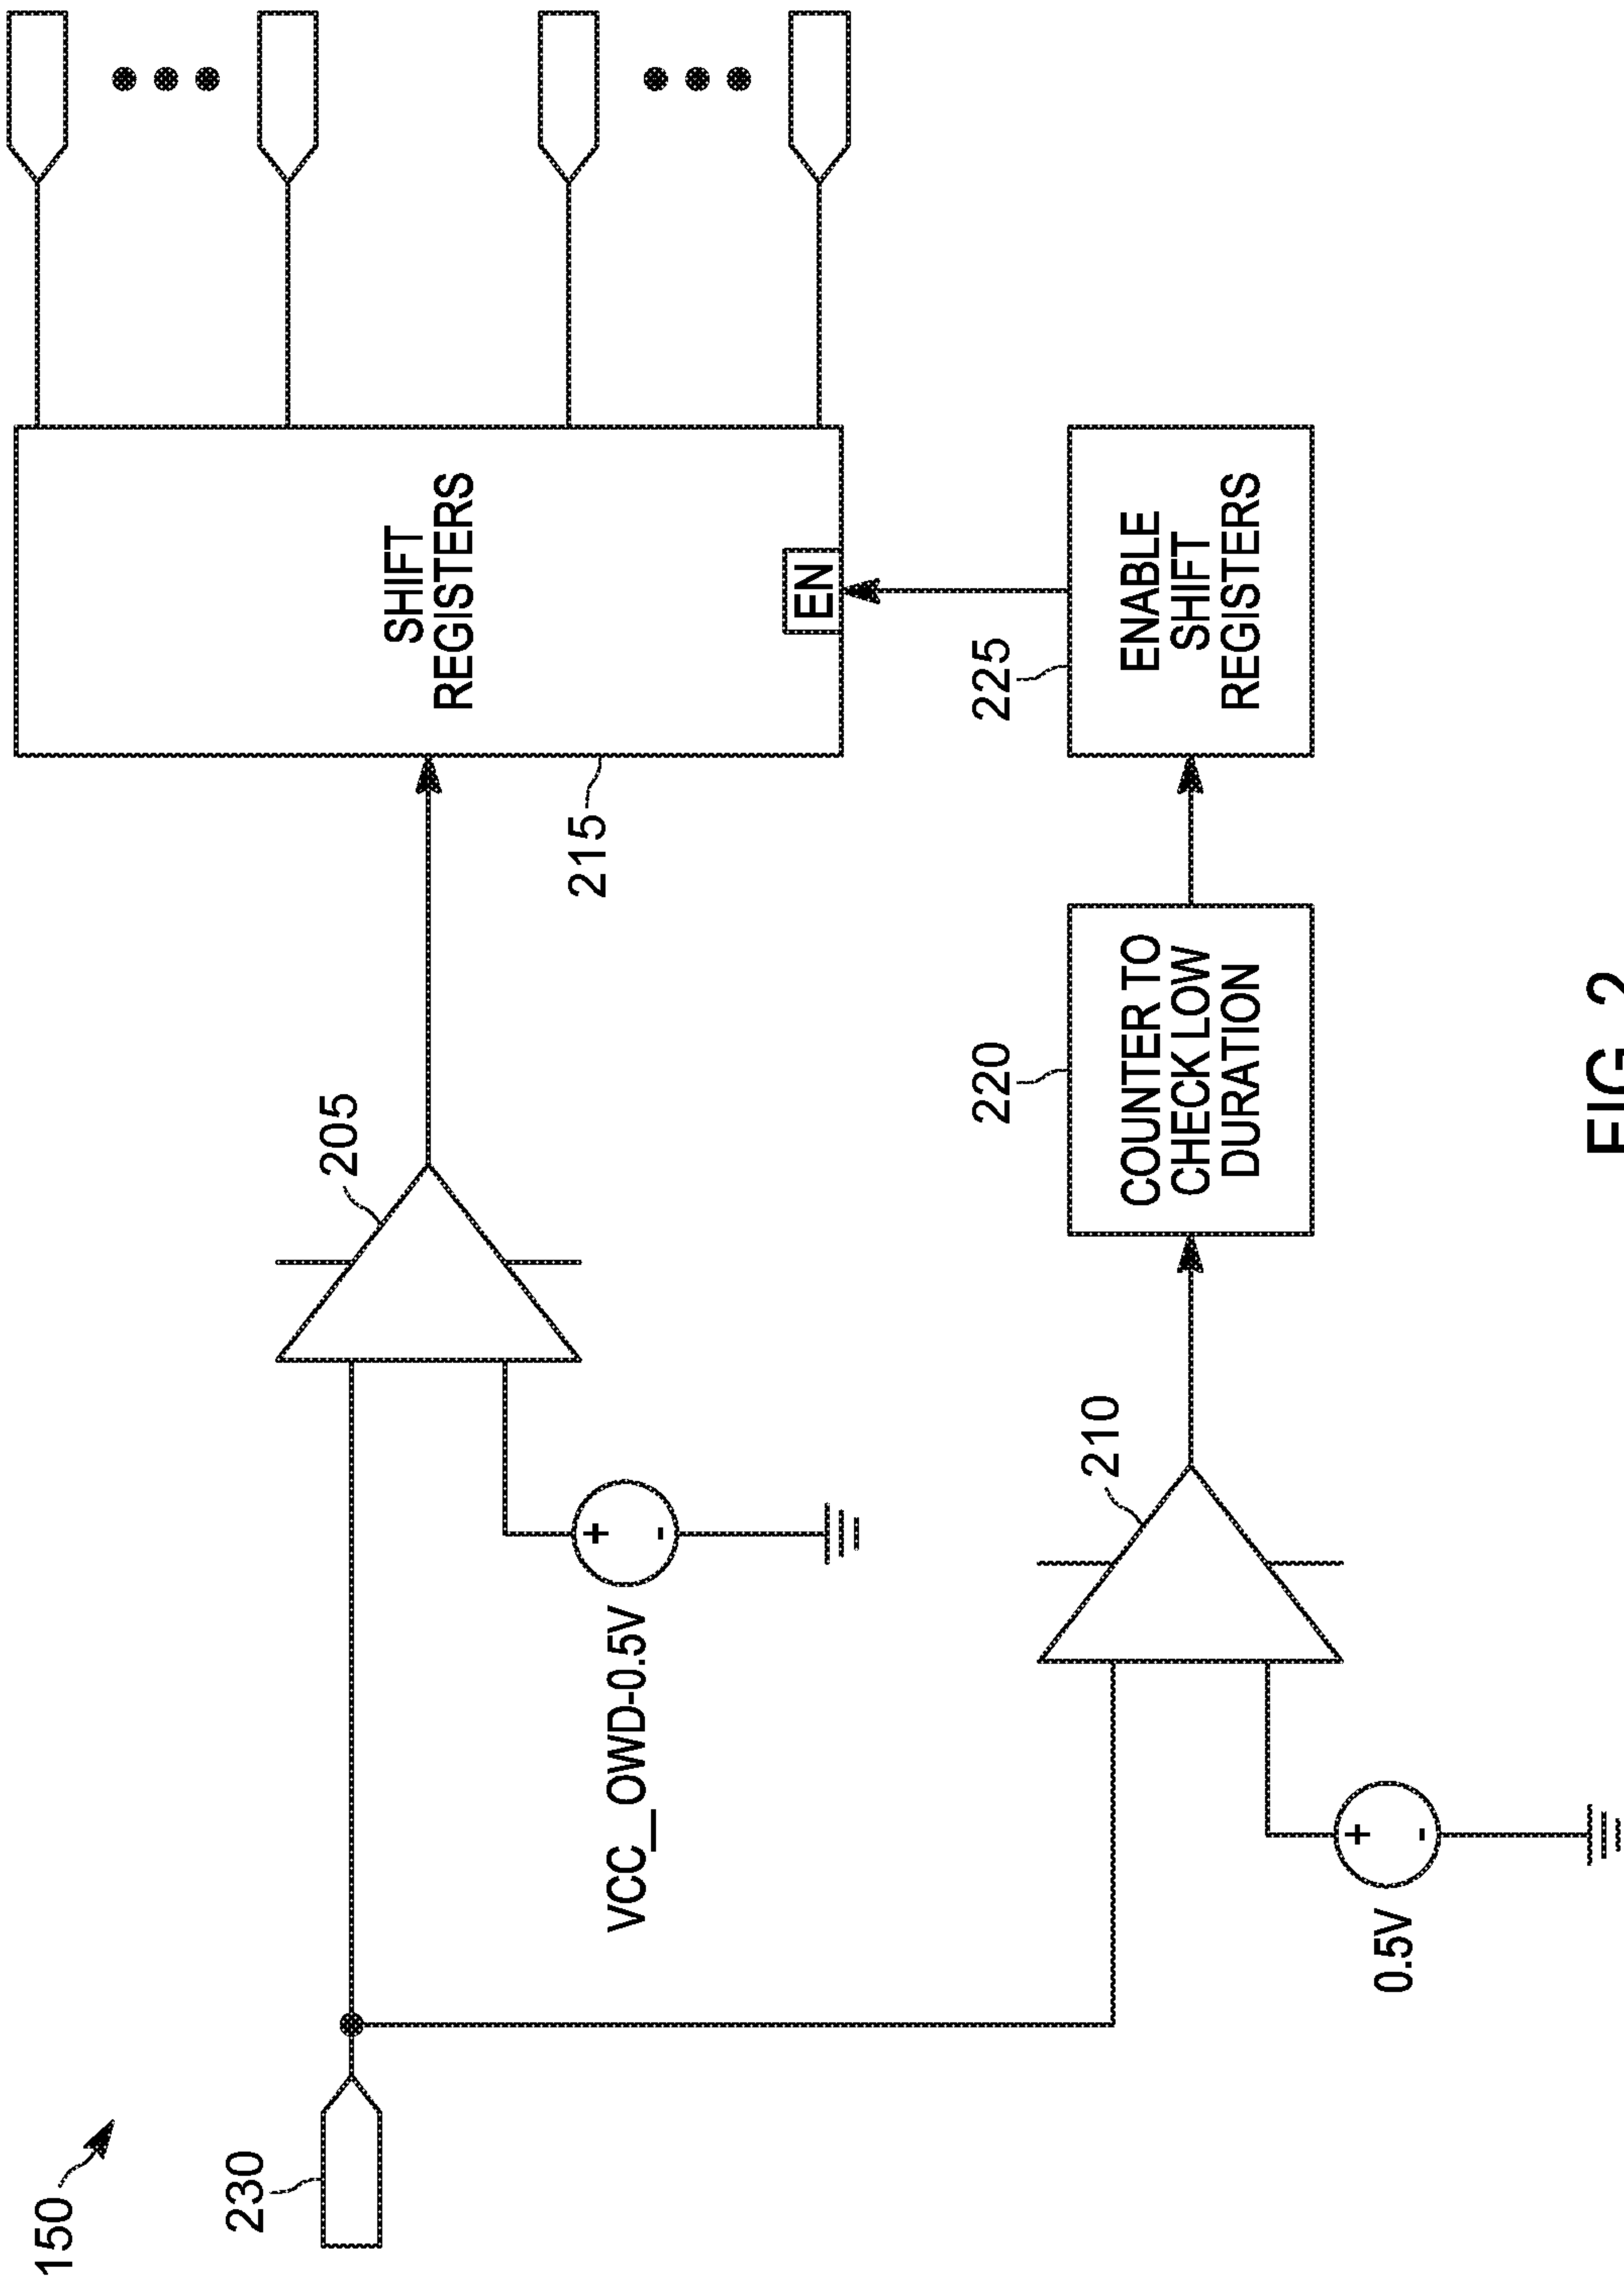 150
230
205
VCC_OWD-0.5V
+
-
215
SHIFT
REGISTERS
EN
210
0.5V
+
-
220
COUNTER TO
CHECK LOW
DURATION
225
ENABLE
SHIFT
REGISTERS
FIG. 2